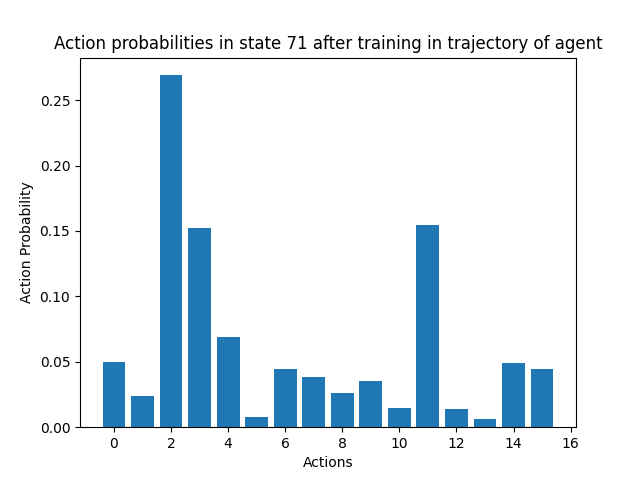 Action probabilities in state 71 after training in trajectory of agent
Action Probability
0.25
0.20
0.15
0.10
0.05
0.00
0 2 4 6 8 10 12 14 16
Actions